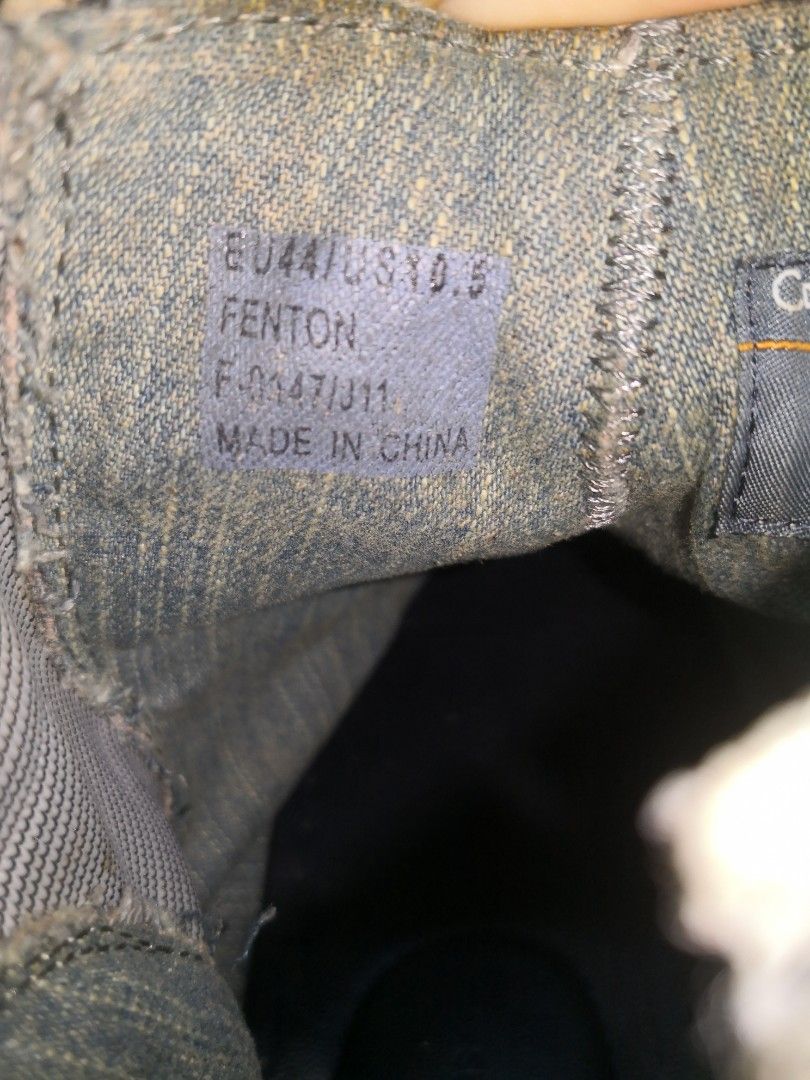 EU44/US10.5
FENTON
F-0147/J11
MADE IN CHINA